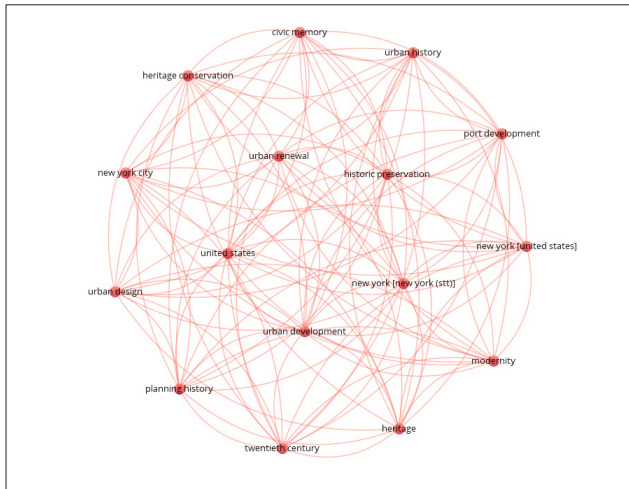 civic memory
urban history
heritage conservation
port development
urban renewal
new york city
historic preservation
new york [united states]
united states
new york [new york (stt)]
urban design
urban development
modernity
planning history
heritage
twentieth century